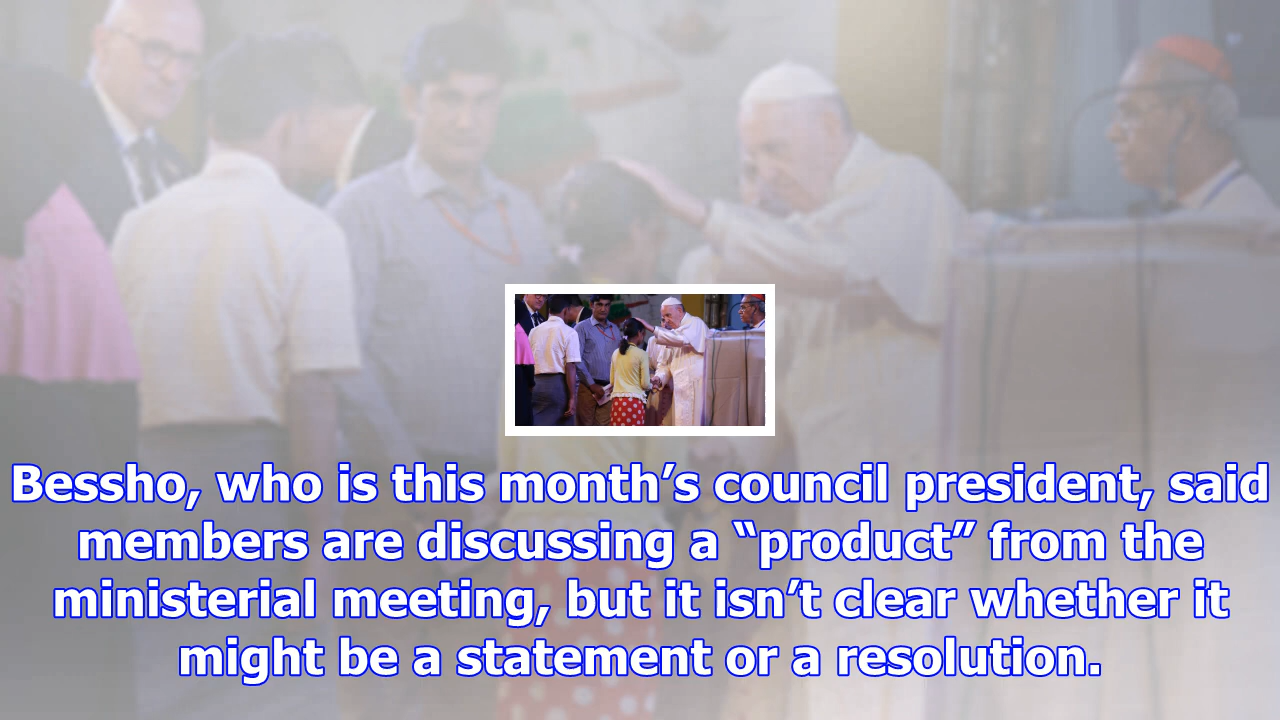 Bessho, who is this month’s council president, said
members are discussing a “product” from the
ministerial meeting, but it isn’t clear whether it
might be a statement or a resolution.